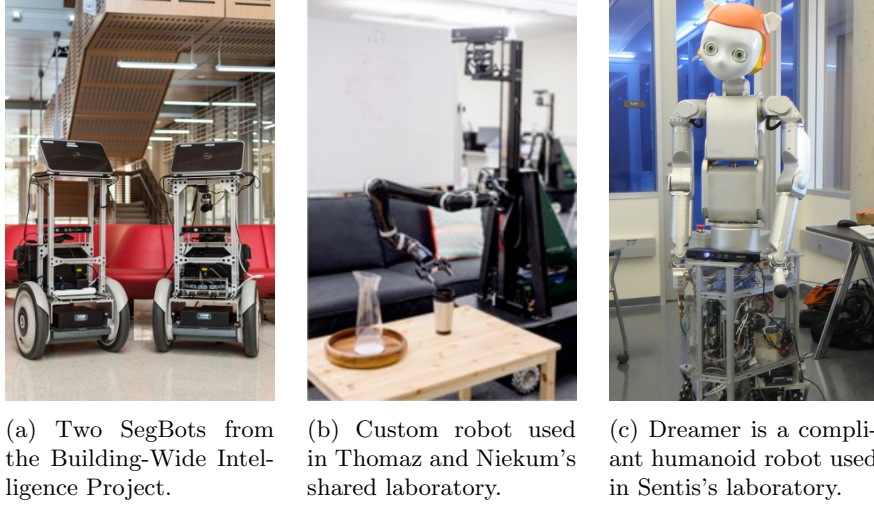 (a) Two SegBots from
the Building-Wide Intel-
ligence Project.
(b) Custom robot used
in Thomaz and Niekum's
shared laboratory.
(c) Dreamer is a compli-
ant humanoid robot used
in Sentis's laboratory.